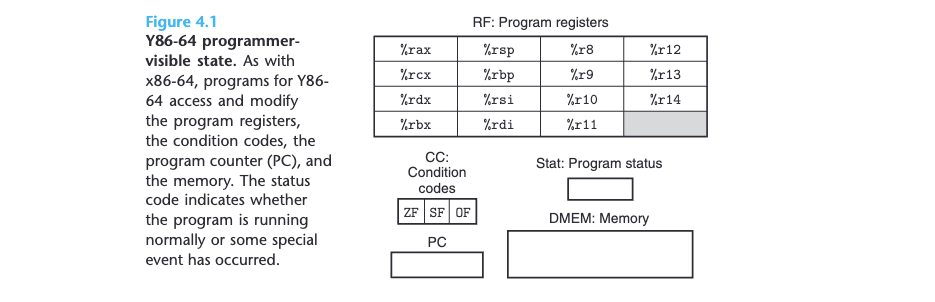 Figure 4.1
Y86-64 programmer-
visible state. As with
x86-64, programs for Y86-
64 access and modify
the program registers,
the condition codes, the
program counter (PC), and
the memory. The status
code indicates whether
the program is running
normally or some special
event has occurred.
RF: Program registers
%rax %rsp %r8 %r12
%rcx %rbp %r9 %r13
%rdx %rsi %r10 %r14
%rbx %rdi %r11
CC:
Condition
codes
ZF SF OF
PC
Stat: Program status
DMEM: Memory